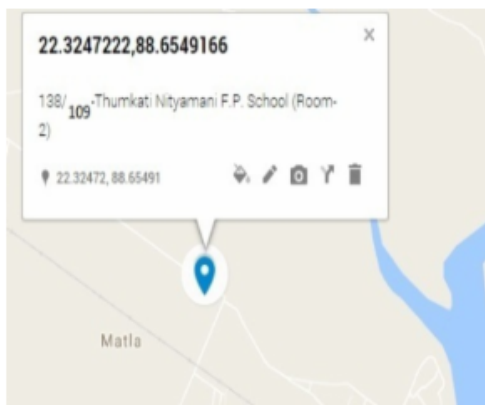 22.3247222,88.6549166
138/109-Thumkati Nityamani F.P. School (Room-
2)
22.32472, 88.65491
Matla